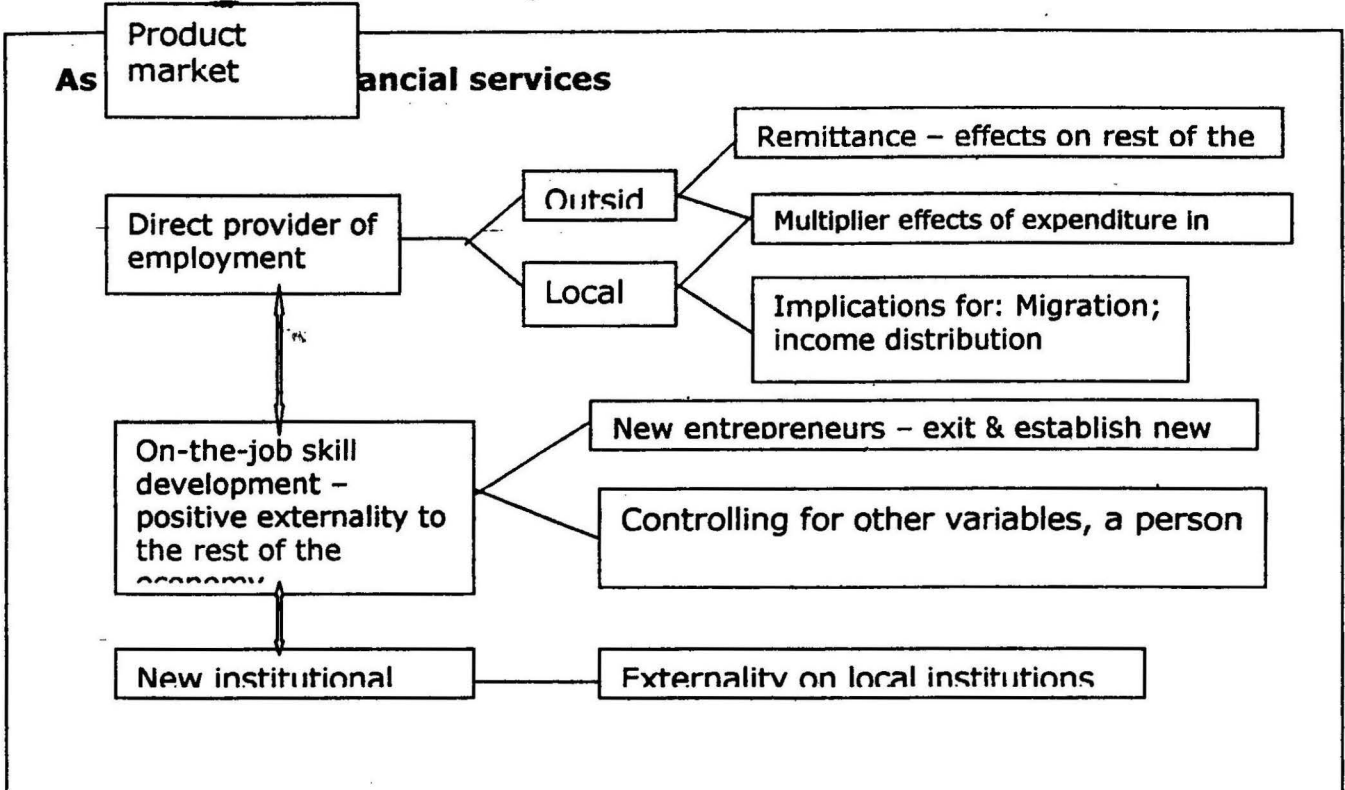 Product
market
As ancial services
Remittance – effects on rest of the
Outsid
Direct provider of
employment
Multiplier effects of expenditure in
Local
Implications for: Migration;
income distribution
New entrepreneurs – exit & establish new
On-the-job skill
development –
positive externality to
the rest of the
economy
Controlling for other variables, a person
New institutional
Externality on local institutions